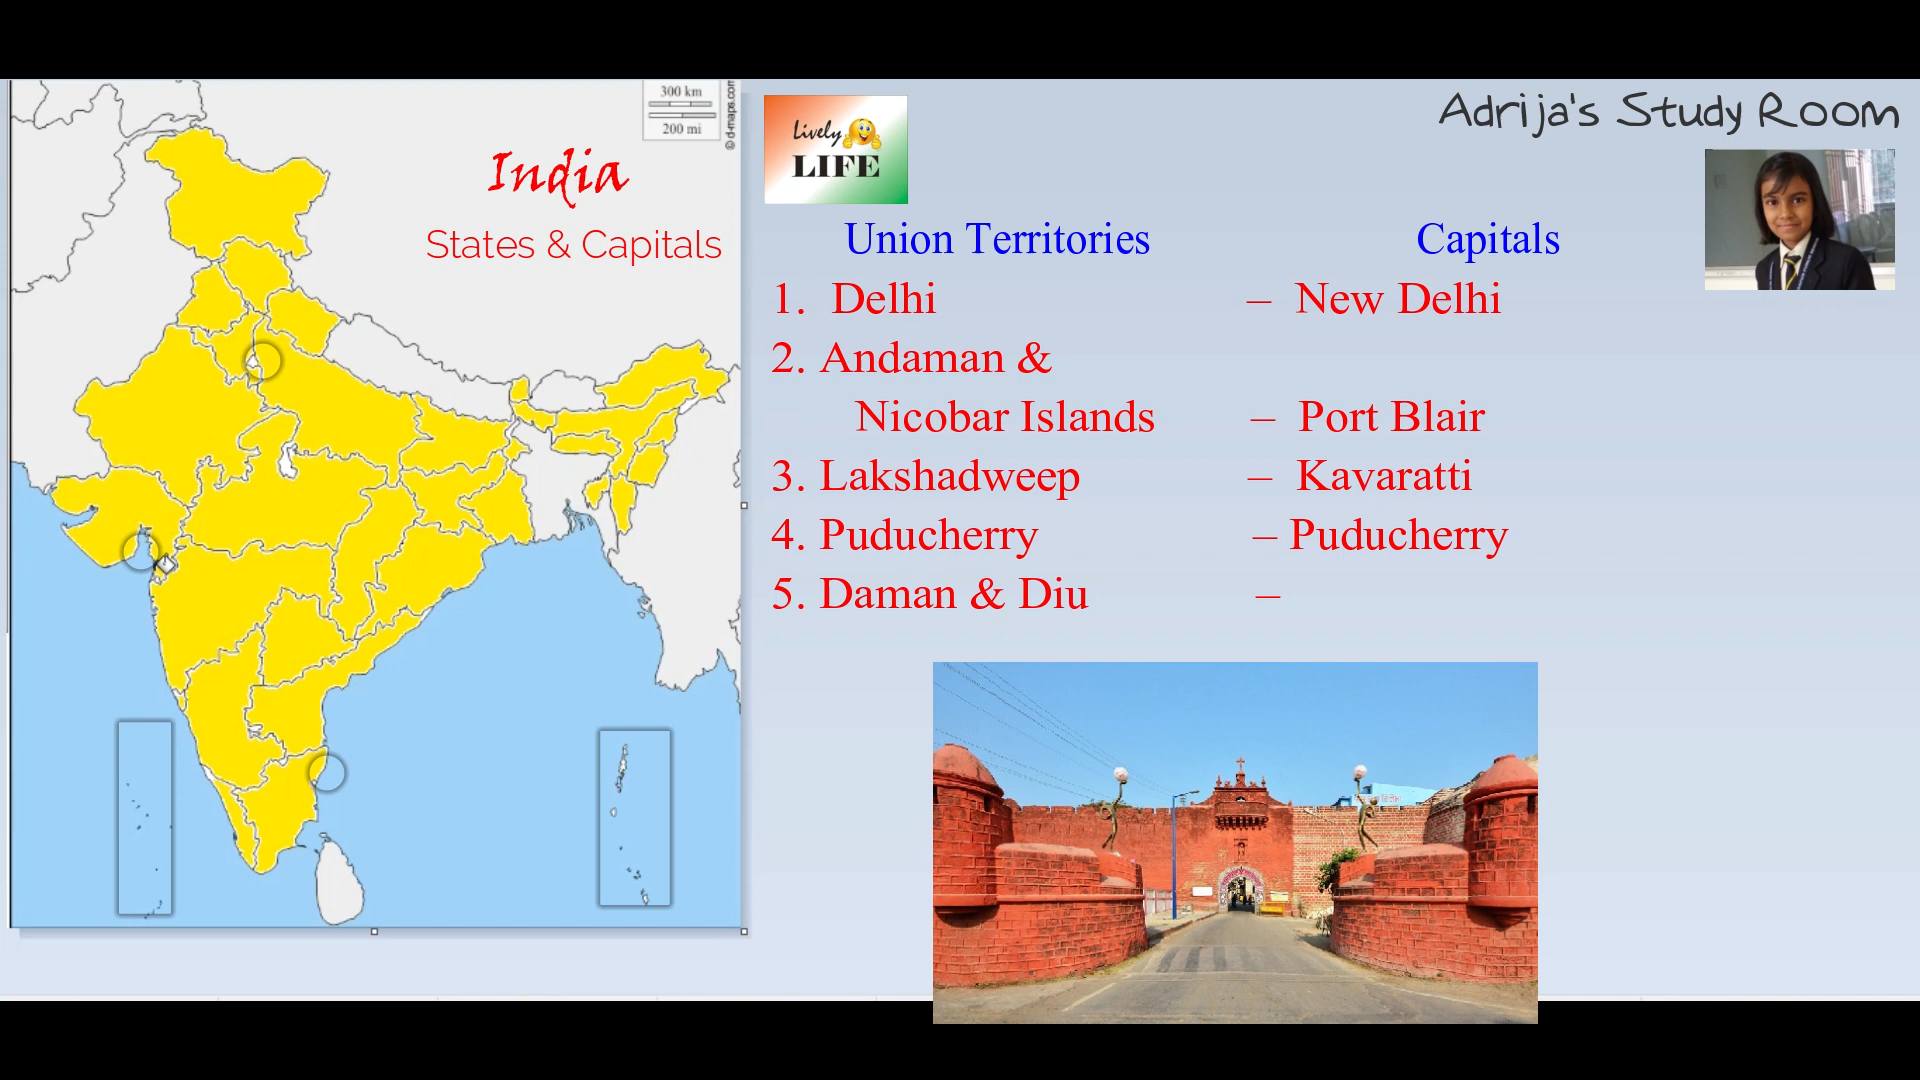 300 km
200 mi
© d-maps.com
India
States & Capitals
Lively
LIFE
Adrija's Study Room
Union Territories Capitals
1. Delhi – New Delhi
2. Andaman &
Nicobar Islands – Port Blair
3. Lakshadweep – Kavaratti
4. Puducherry – Puducherry
5. Daman & Diu –